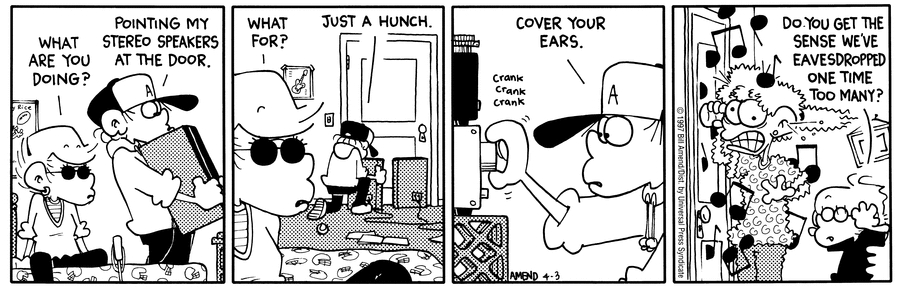 WHAT
ARE YOU
DOING?
POINTING MY
STEREO SPEAKERS
AT THE DOOR.
A
RICE
WHAT
FOR?
JUST A HUNCH.
COVER YOUR
EARS.
Crank
Crank
Crank
A
AMEND 4-3
© 1997 Bill Amend/Dist. by Universal Press Syndicate
DO YOU GET THE
SENSE WE'VE
EAVESDROPPED
ONE TIME
TOO MANY?